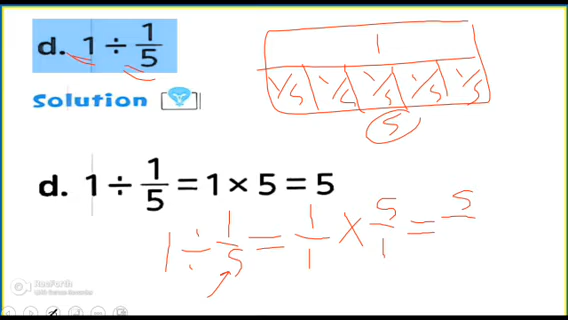 d. 1 ÷ 1/5
1
1/5 1/5 1/5 1/5 1/5
Solution
5
d. 1 ÷ 1/5 = 1 × 5 = 5
1 ÷ 1/5 = 1/1 × 5/1 = 5